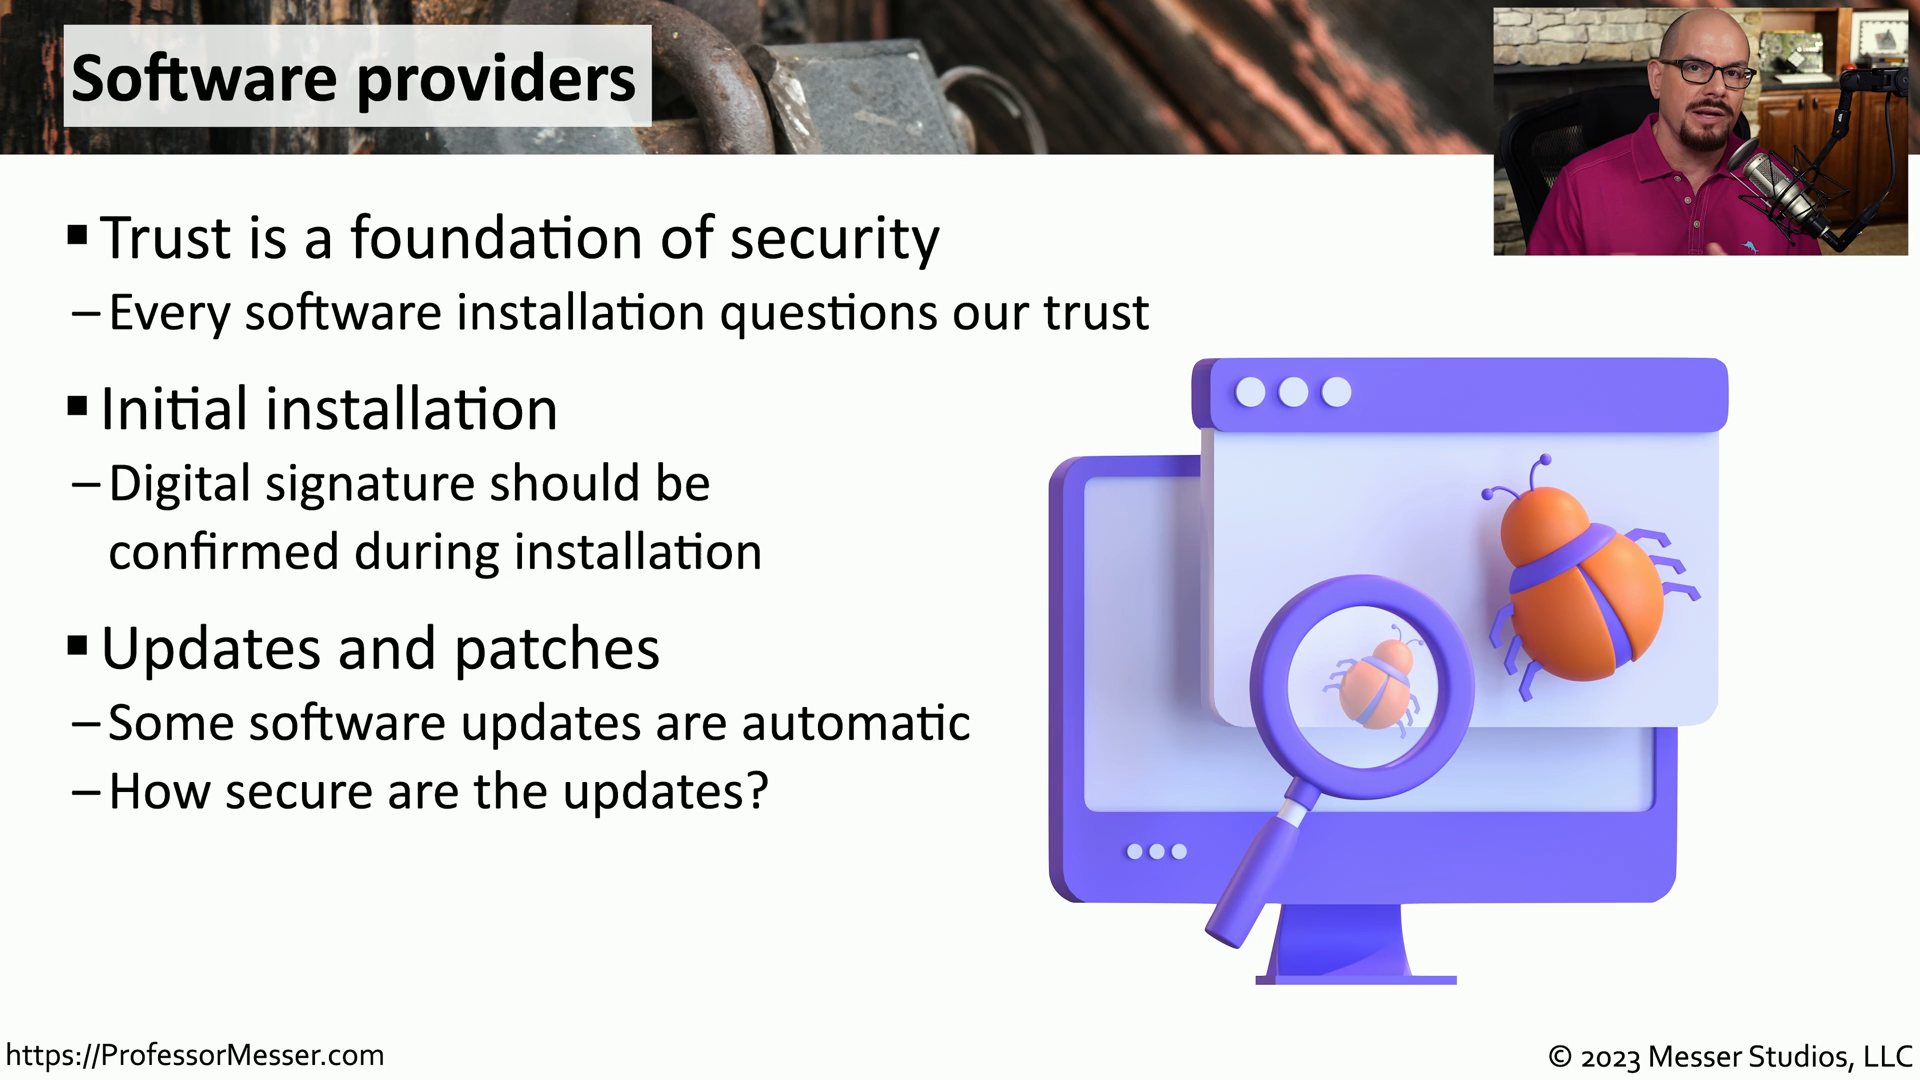 Software providers
▪ Trust is a foundation of security
– Every software installation questions our trust
▪ Initial installation
– Digital signature should be
confirmed during installation
▪ Updates and patches
– Some software updates are automatic
– How secure are the updates?
https://ProfessorMesser.com
© 2023 Messer Studios, LLC